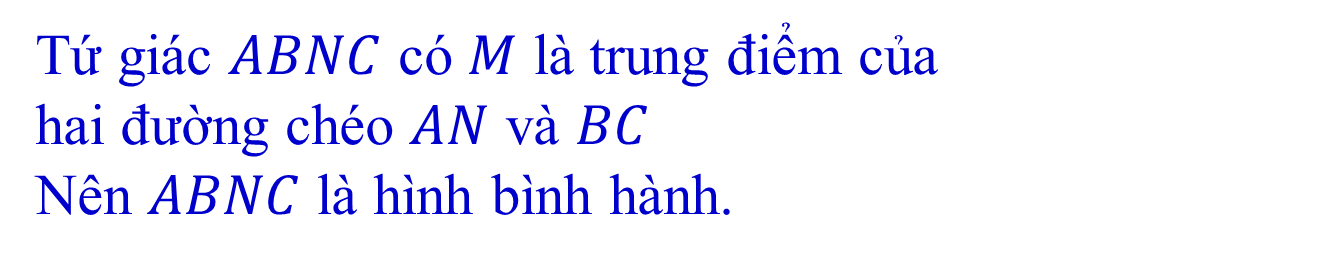 Tứ giác ABNC có M là trung điểm của
hai đường chéo AN và BC
Nên ABNC là hình bình hành.